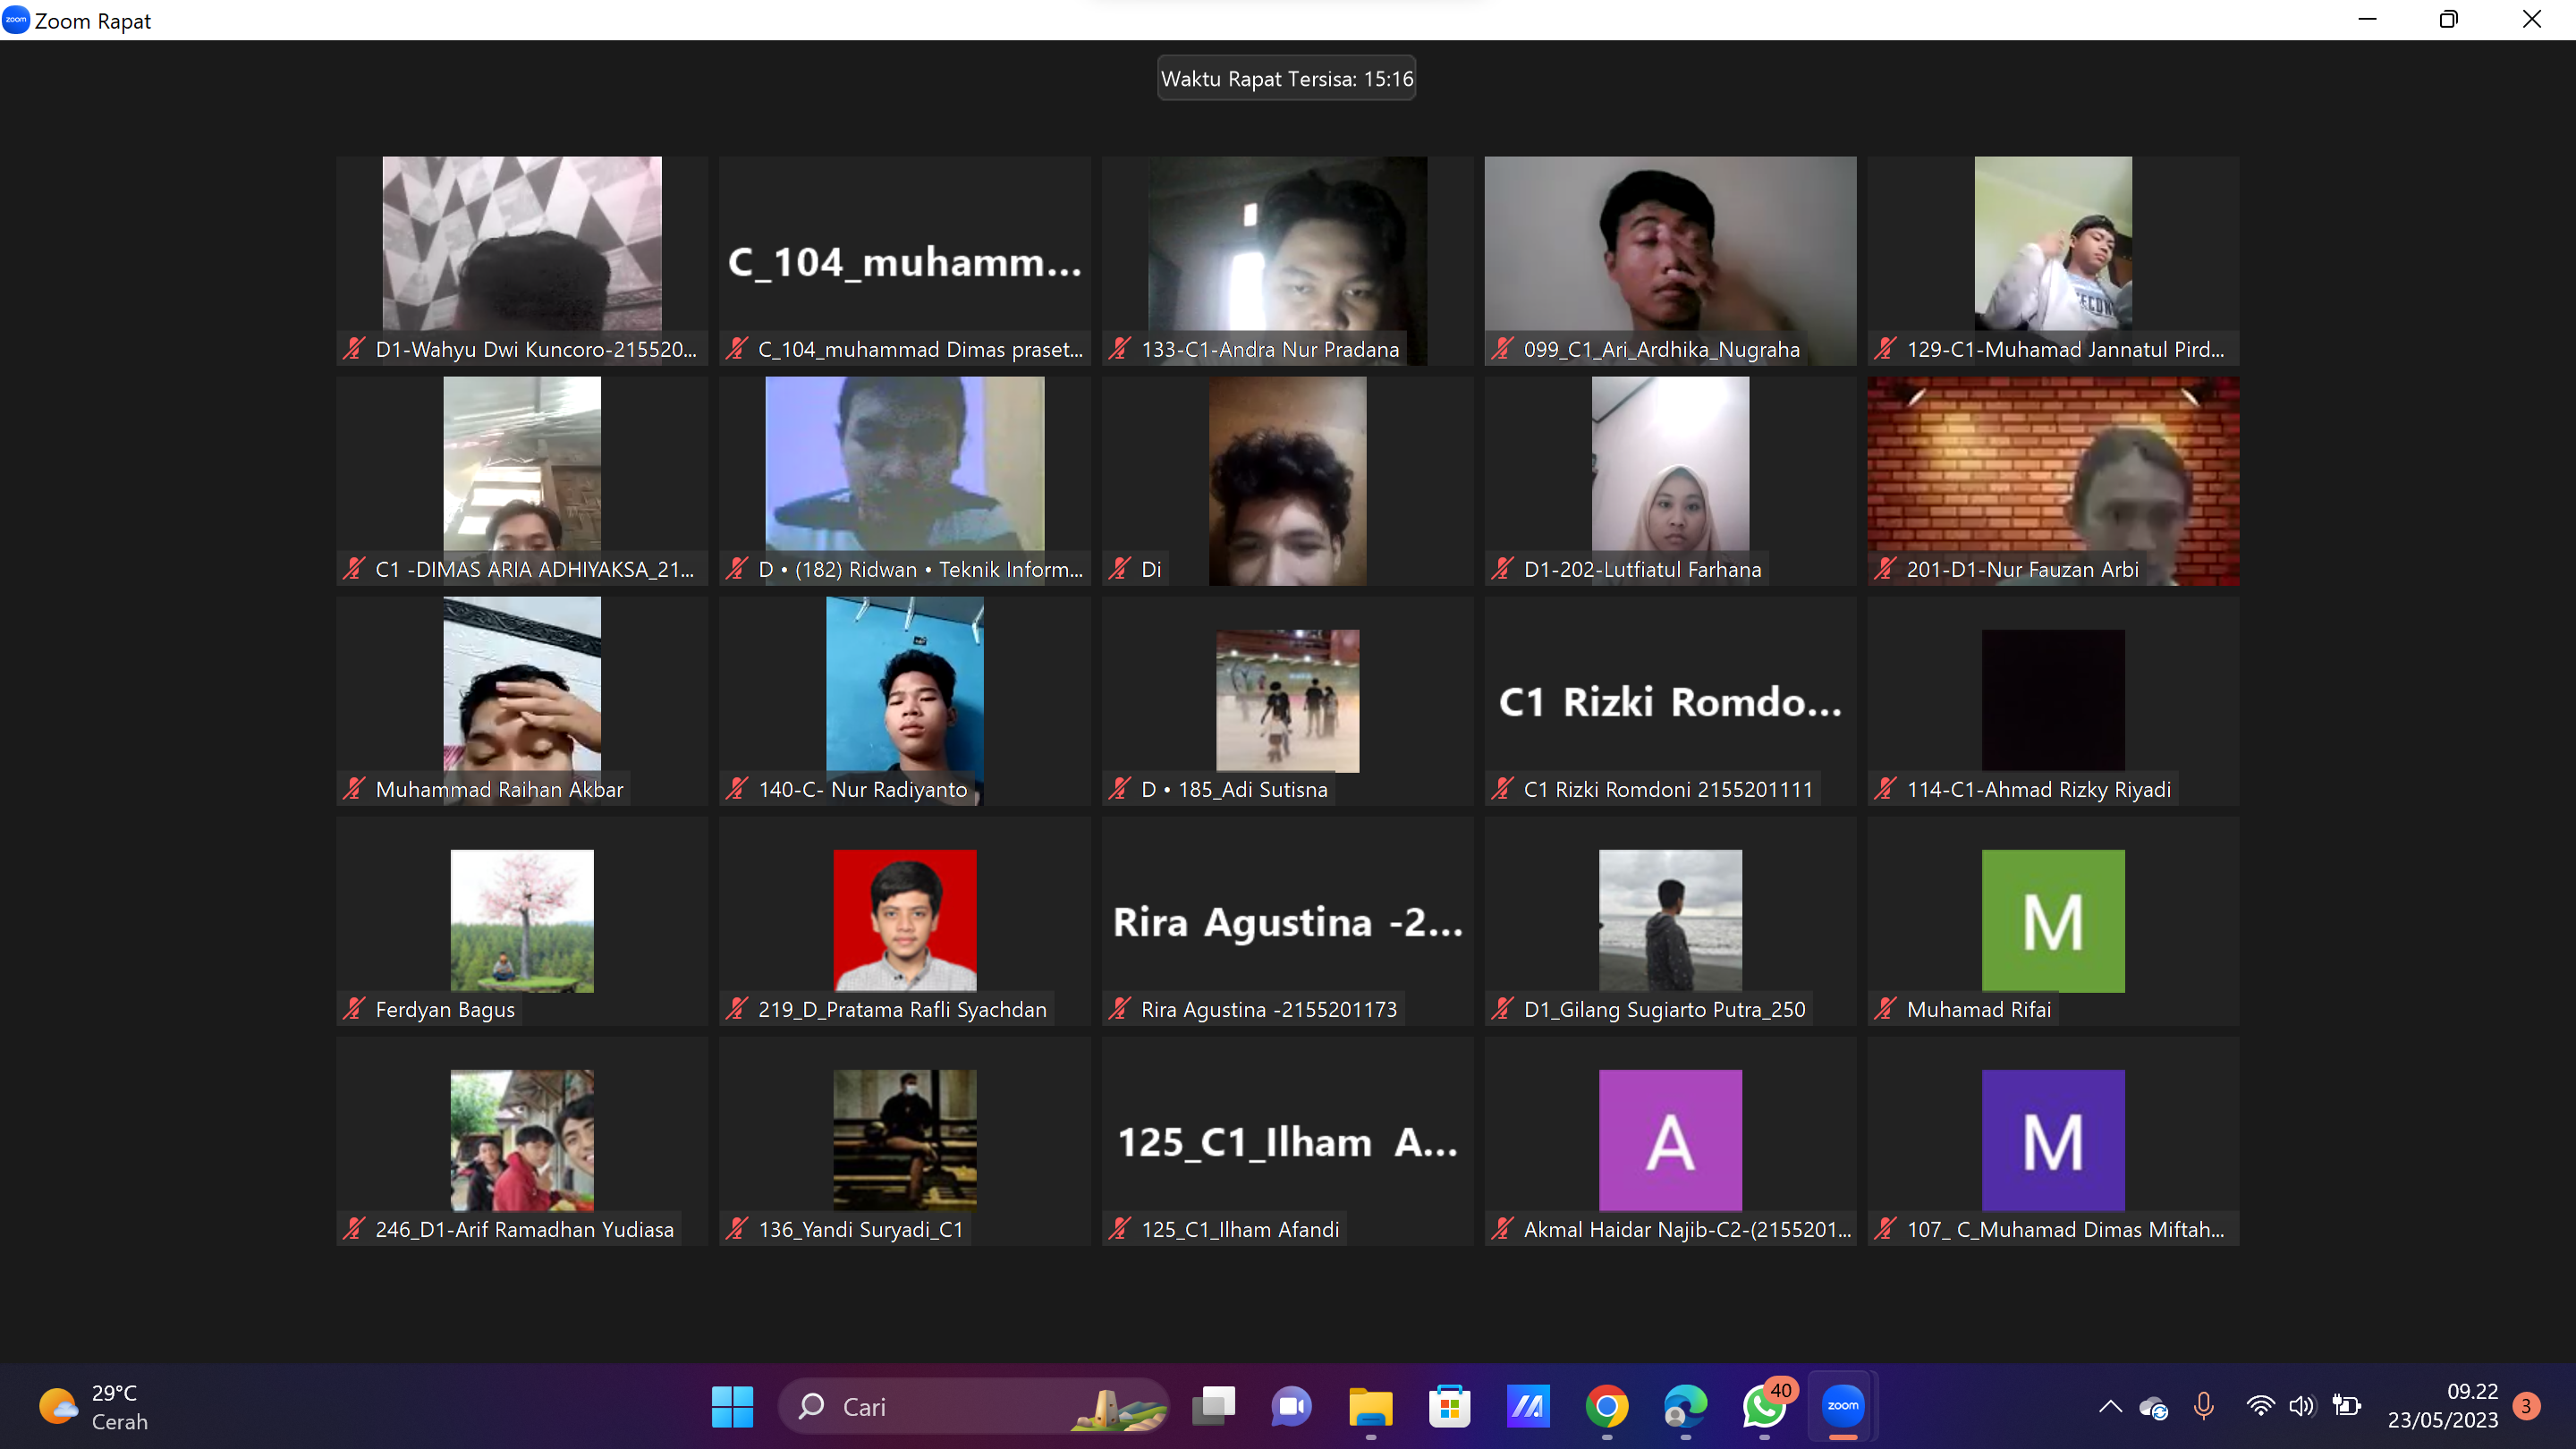 zoom Zoom Rapat
Waktu Rapat Tersisa: 15:16
D1-Wahyu Dwi Kuncoro-215520...
C_104_muhamm...
C_104_muhammad Dimas praset...
133-C1-Andra Nur Pradana
099_C1_Ari_Ardhika_Nugraha
129-C1-Muhamad Jannatul Pird...
C1 -DIMAS ARIA ADHIYAKSA_21...
D • (182) Ridwan • Teknik Inform...
Di
D1-202-Lutfiatul Farhana
201-D1-Nur Fauzan Arbi
Muhammad Raihan Akbar
140-C- Nur Radiyanto
D • 185_Adi Sutisna
C1 Rizki Romdo...
C1 Rizki Romdoni 2155201111
114-C1-Ahmad Rizky Riyadi
Ferdyan Bagus
219_D_Pratama Rafli Syachdan
Rira Agustina -2...
Rira Agustina -2155201173
D1_Gilang Sugiarto Putra_250
M
Muhamad Rifai
246_D1-Arif Ramadhan Yudiasa
136_Yandi Suryadi_C1
125_C1_Ilham A...
125_C1_Ilham Afandi
A
Akmal Haidar Najib-C2-(2155201...
M
107_ C_Muhamad Dimas Miftah...
29°C
Cerah
Cari
40
zoom
09.22
23/05/2023
3